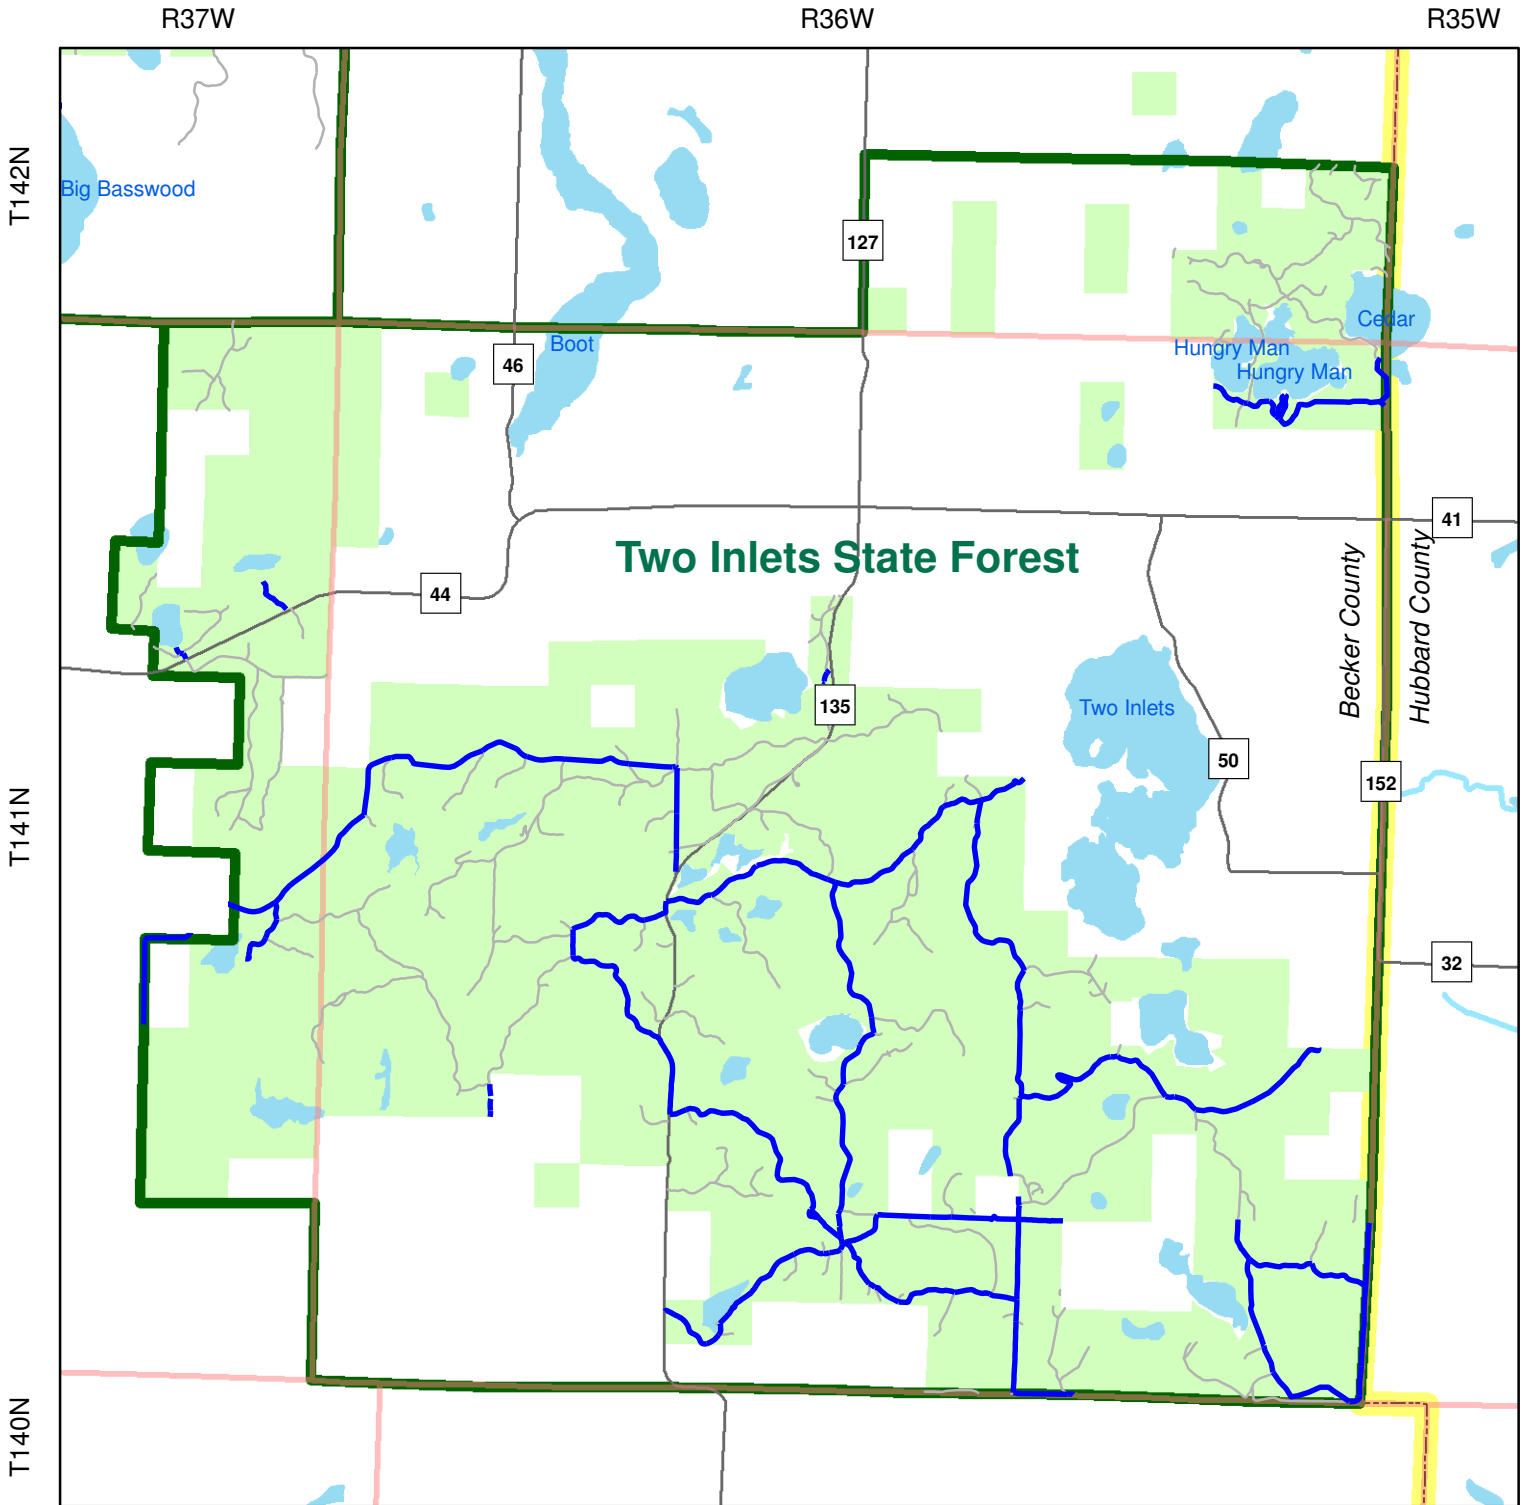 R37W
R36W
R35W
T142N
Big Basswood
127
Cedar
Boot
Hungry Man
46
Hungry Man
41
Two Inlets State Forest
44
Becker County
Hubbard County
135
Two Inlets
50
152
T141N
32
T140N